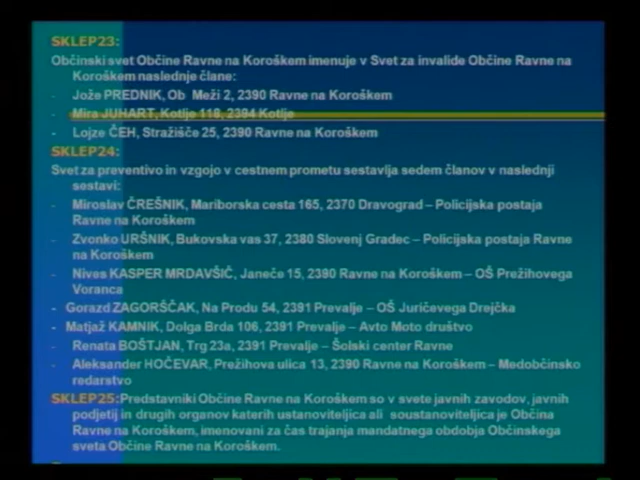 SKLEP23:
Občinski svet Občine Ravne na Koroškem imenuje v Svet za invalide Občine Ravne na
Koroškem naslednje člane:
- Jože PREDNIK, Ob Meži 2, 2390 Ravne na Koroškem
- Mira JUHART, Kotlje 118, 2394 Kotlje
- Lojze ČEH, Stražišče 25, 2390 Ravne na Koroškem
SKLEP24:
Svet za preventivo in vzgojo v cestnem prometu sestavlja sedem članov v naslednji
sestavi:
- Miroslav ČREŠNIK, Mariborska cesta 165, 2370 Dravograd – Policijska postaja
Ravne na Koroškem
- Zvonko URŠNIK, Bukovska vas 37, 2380 Slovenj Gradec – Policijska postaja Ravne
na Koroškem
- Nives KASPER MRDAVŠIČ, Janeče 15, 2390 Ravne na Koroškem – OŠ Prežihovega
Voranca
- Gorazd ZAGORŠČAK, Na Produ 54, 2391 Prevalje – OŠ Juričevega Drejčka
- Matjaž KAMNIK, Dolga Brda 106, 2391 Prevalje – Avto Moto društvo
- Renata BOŠTJAN, Trg 23a, 2391 Prevalje – Šolski center Ravne
- Aleksander HOČEVAR, Prežihova ulica 13, 2390 Ravne na Koroškem – Medobčinsko
redarstvo
SKLEP25:Predstavniki Občine Ravne na Koroškem so v svete javnih zavodov, javnih
podjetij in drugih organov katerih ustanoviteljica ali soustanoviteljica je Občina
Ravne na Koroškem, imenovani za čas trajanja mandatnega obdobja Občinskega
sveta Občine Ravne na Koroškem.